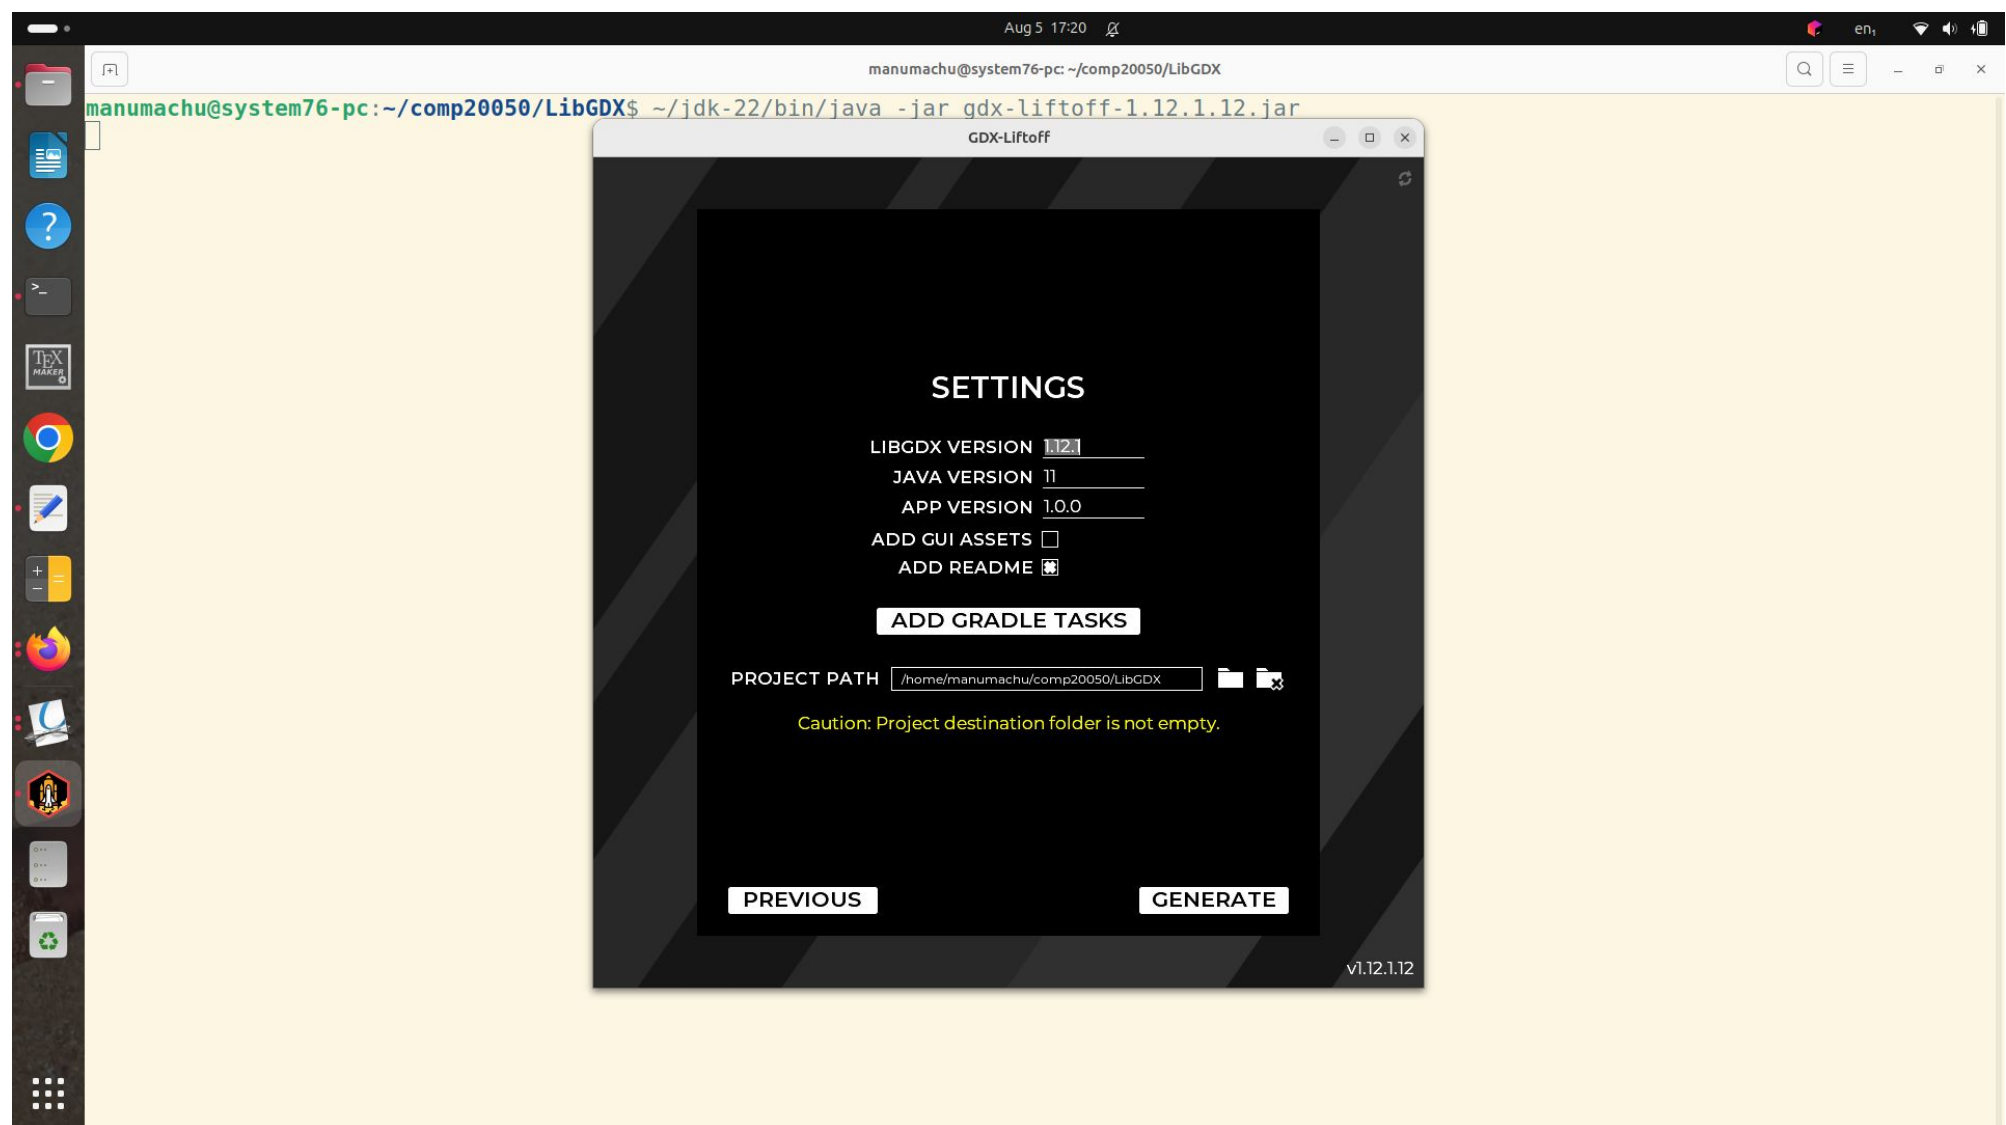 Aug 5 17:20
en₁
manumachu@system76-pc: ~/comp20050/LibGDX
manumachu@system76-pc:~/comp20050/LibGDX$ ~/jdk-22/bin/java -jar gdx-liftoff-1.12.1.12.jar
GDX-Liftoff
SETTINGS
LIBGDX VERSION 1.12.1
JAVA VERSION 11
APP VERSION 1.0.0
ADD GUI ASSETS
ADD README
ADD GRADLE TASKS
PROJECT PATH /home/manumachu/comp20050/LibGDX
Caution: Project destination folder is not empty.
PREVIOUS
GENERATE
v1.12.1.12
TEX
MAKER